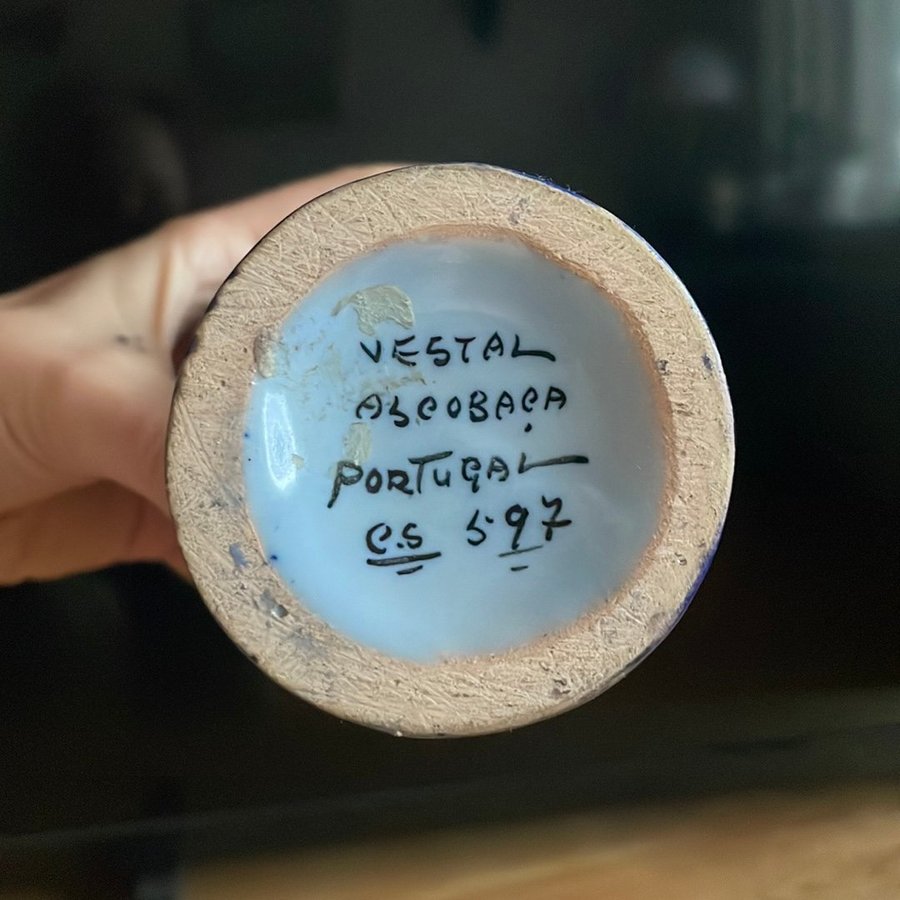 VESTAL
ALCOBAÇA
PORTUGAL
C.S 597